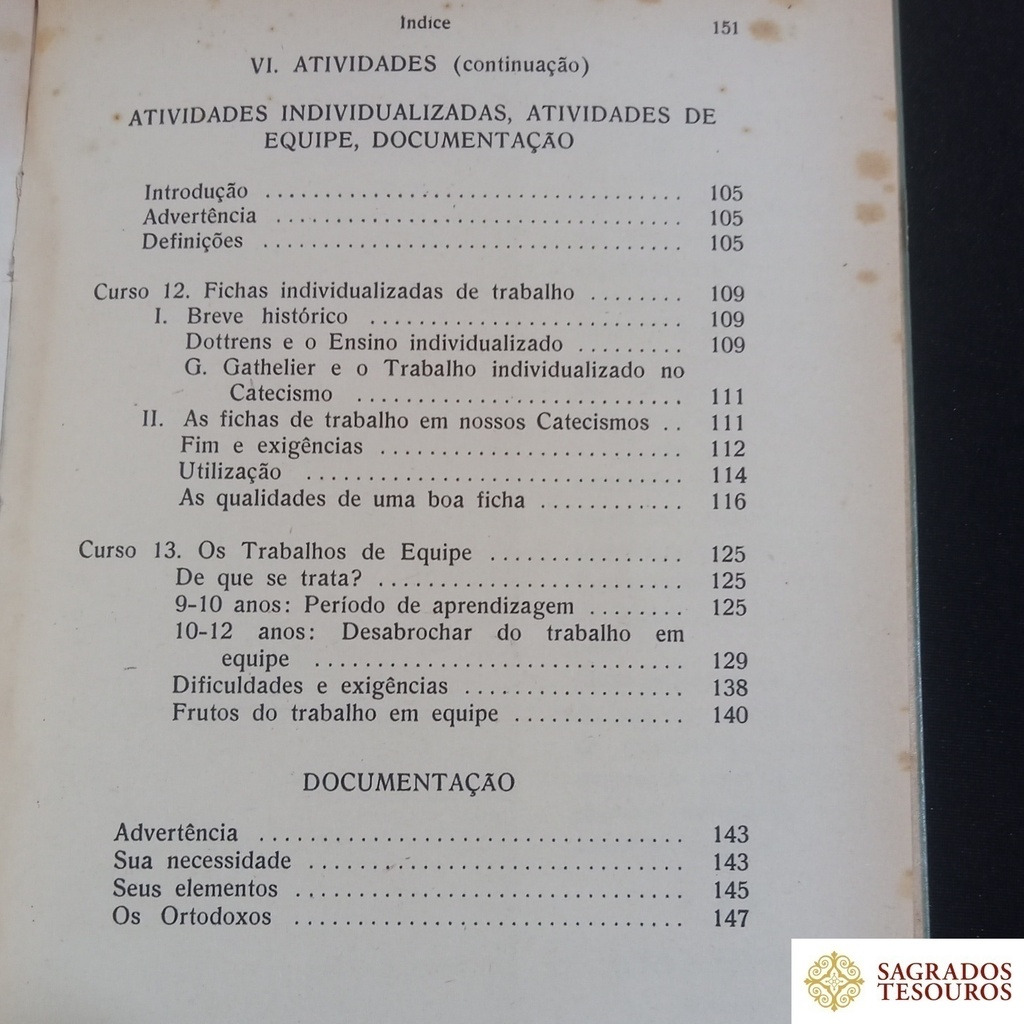 Índice 151
VI. ATIVIDADES (continuação)
ATIVIDADES INDIVIDUALIZADAS, ATIVIDADES DE
EQUIPE, DOCUMENTAÇÃO
Introdução .................................. 105
Advertência ................................. 105
Definições .................................. 105
Curso 12. Fichas individualizadas de trabalho ........ 109
I. Breve histórico .......................... 109
Dottrens e o Ensino individualizado ......... 109
G. Gathelier e o Trabalho individualizado no
Catecismo ........................... 111
II. As fichas de trabalho em nossos Catecismos .. 111
Fim e exigências ......................... 112
Utilização ............................... 114
As qualidades de uma boa ficha ............ 116
Curso 13. Os Trabalhos de Equipe ................ 125
De que se trata? .......................... 125
9-10 anos: Período de aprendizagem ........ 125
10-12 anos: Desabrochar do trabalho em
equipe ............................... 129
Dificuldades e exigências ................... 138
Frutos do trabalho em equipe .............. 140
DOCUMENTAÇÃO
Advertência ................................... 143
Sua necessidade ............................... 143
Seus elementos ................................ 145
Os Ortodoxos ................................. 147
SAGRADOS
TESOUROS